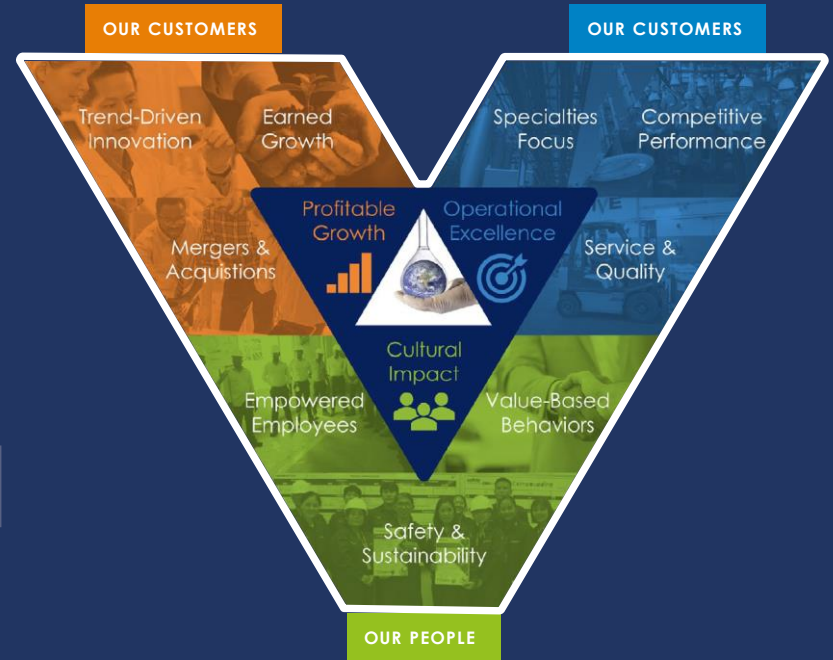 OUR CUSTOMERS
OUR CUSTOMERS
Trend-Driven
Innovation
Earned
Growth
Specialties
Focus
Competitive
Performance
Mergers &
Acquistions
Profitable
Growth
Operational
Excellence
Service &
Quality
Cultural
Impact
Empowered
Employees
Value-Based
Behaviors
Safety &
Sustainability
OUR PEOPLE